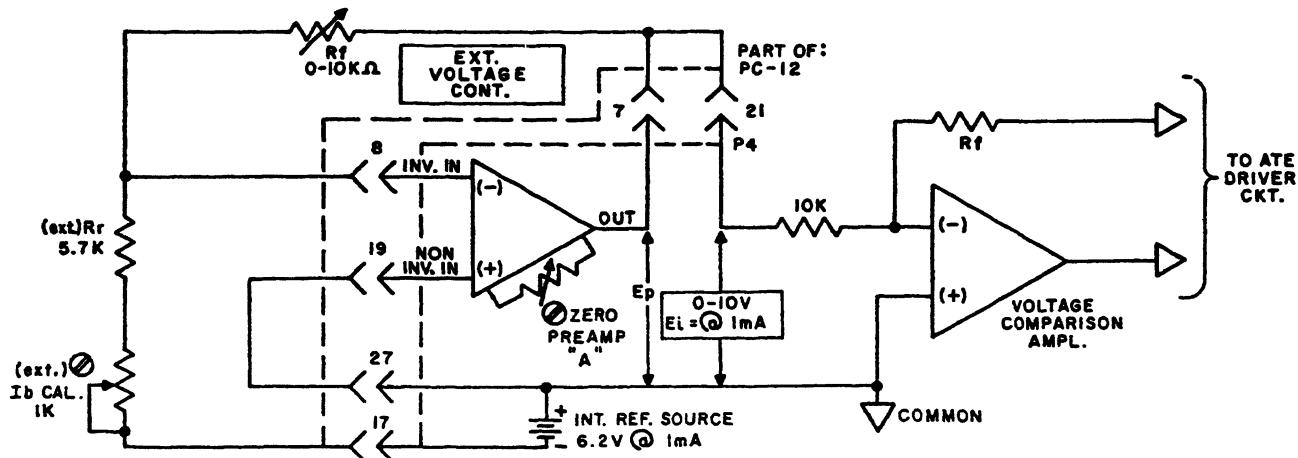 Rf
0-10KΩ
EXT.
VOLTAGE
CONT.
PART OF:
PC-12
7
21
P4
8
INV. IN
(-)
OUT
19
NON
INV. IN
(+)
ZERO
PREAMP
"A"
Ep
0-10V
Ei = @ 1mA
10K
Rf
(-)
(+)
VOLTAGE
COMPARISON
AMPL.
TO ATE
DRIVER
CKT.
(ext)Rr
5.7K
(ext.)
Ib CAL.
1K
27
17
+
-
INT. REF. SOURCE
6.2V @ 1mA
COMMON